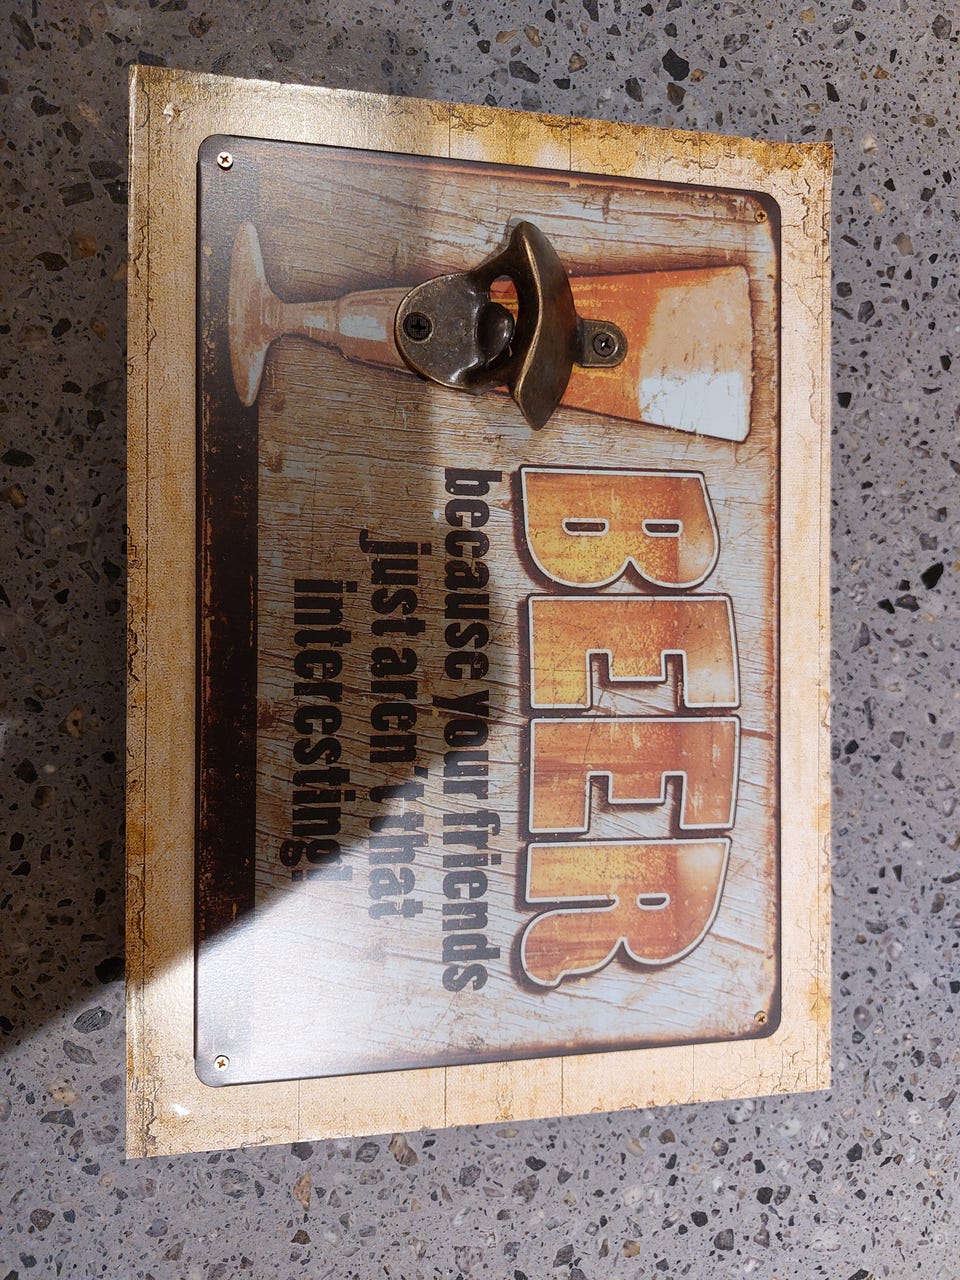 BEER
because your friends
just aren't that
interesting!